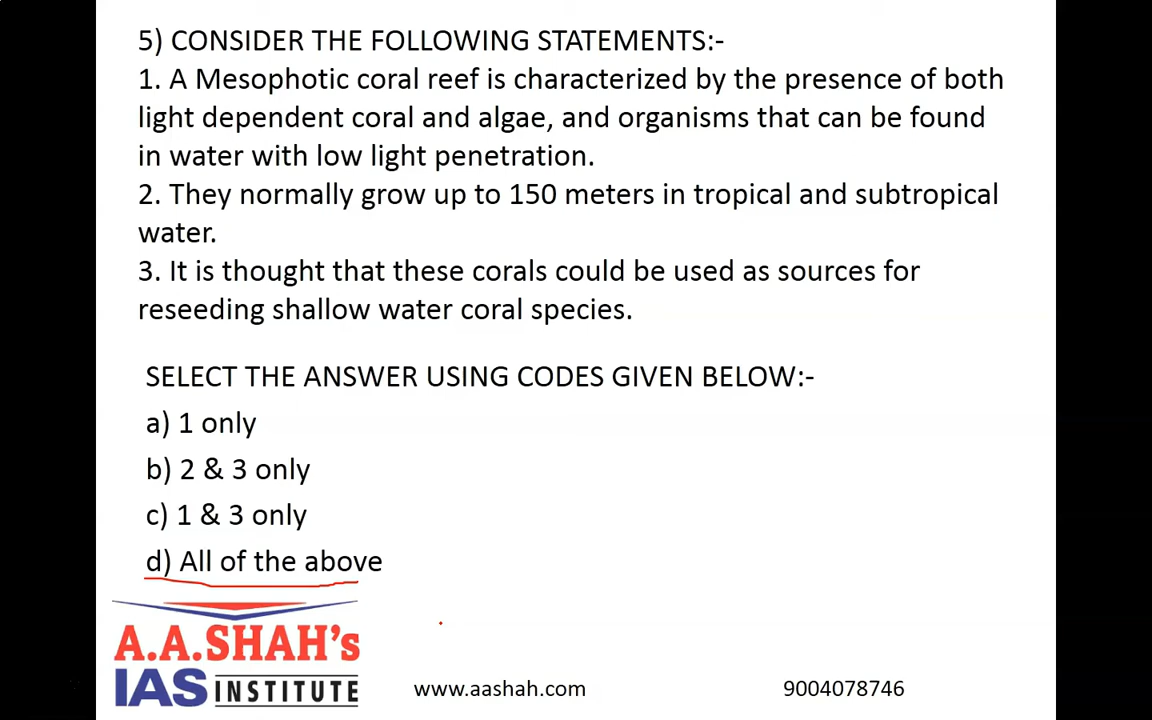 5) CONSIDER THE FOLLOWING STATEMENTS:-
1. A Mesophotic coral reef is characterized by the presence of both
light dependent coral and algae, and organisms that can be found
in water with low light penetration.
2. They normally grow up to 150 meters in tropical and subtropical
water.
3. It is thought that these corals could be used as sources for
reseeding shallow water coral species.
SELECT THE ANSWER USING CODES GIVEN BELOW:-
a) 1 only
b) 2 & 3 only
c) 1 & 3 only
d) All of the above
A.A.SHAH's
IAS INSTITUTE
www.aashah.com
9004078746